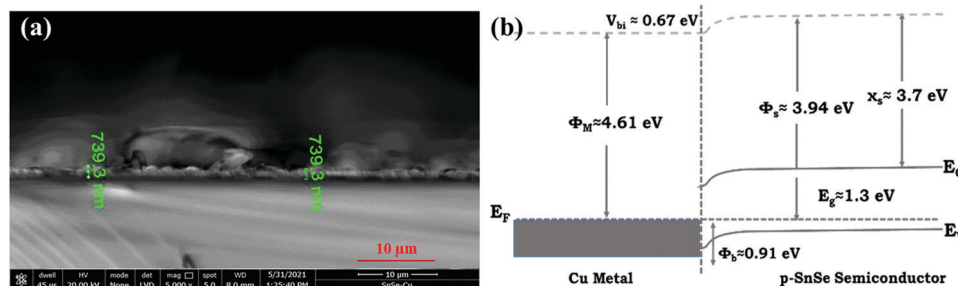 (a)
739.3 nm
739.3 nm
10 µm
dwell HV mode det mag □ spot WD 5/31/2021 10 µm
45 µs 20.00 kV None LVD 5 000 x 5.0 8.0 mm 1:25:40 PM SnSe-Cu
(b)
V_bi ≈ 0.67 eV
Φ_M≈4.61 eV
Φ_s≈ 3.94 eV
x_s≈ 3.7 eV
E_g≈1.3 eV
E_F
Φ_b≈0.91 eV
Cu Metal
p-SnSe Semiconductor